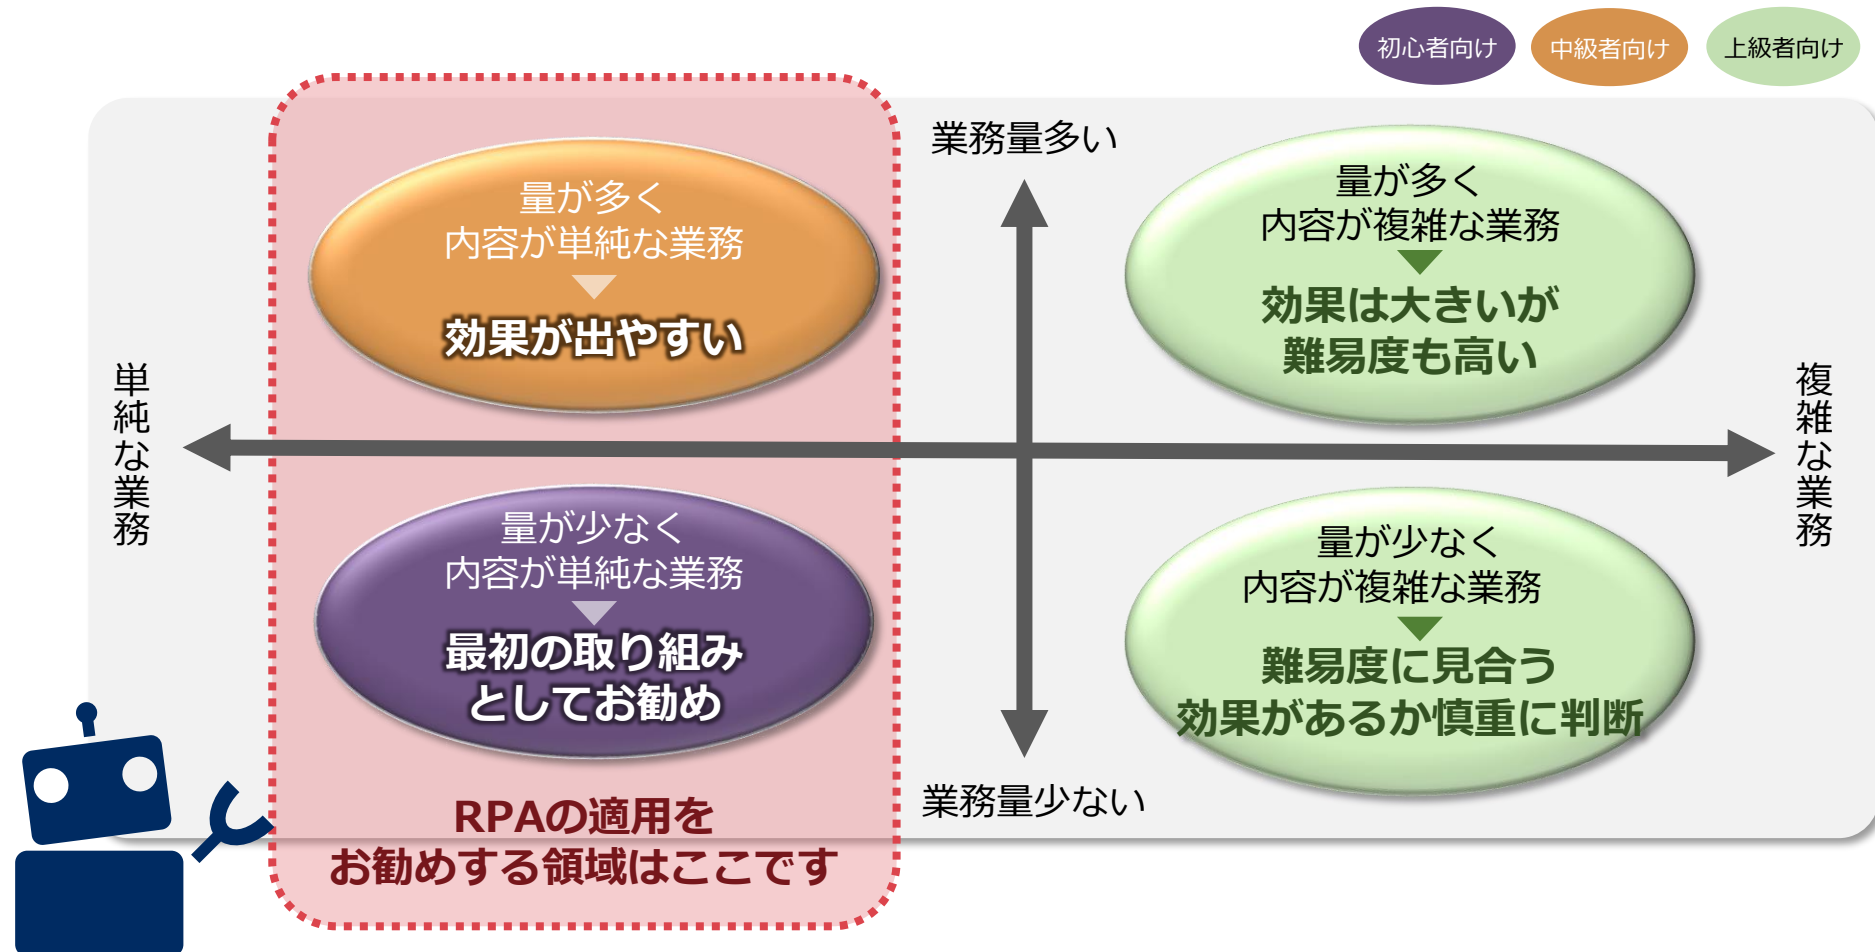 初心者向け
中級者向け
上級者向け
業務量多い
量が多く
内容が単純な業務
効果が出やすい
量が多く
内容が複雑な業務
効果は大きいが
難易度も高い
単純な業務
複雑な業務
量が少なく
内容が単純な業務
最初の取り組み
としてお勧め
量が少なく
内容が複雑な業務
難易度に見合う
効果があるか慎重に判断
業務量少ない
RPAの適用を
お勧めする領域はここです